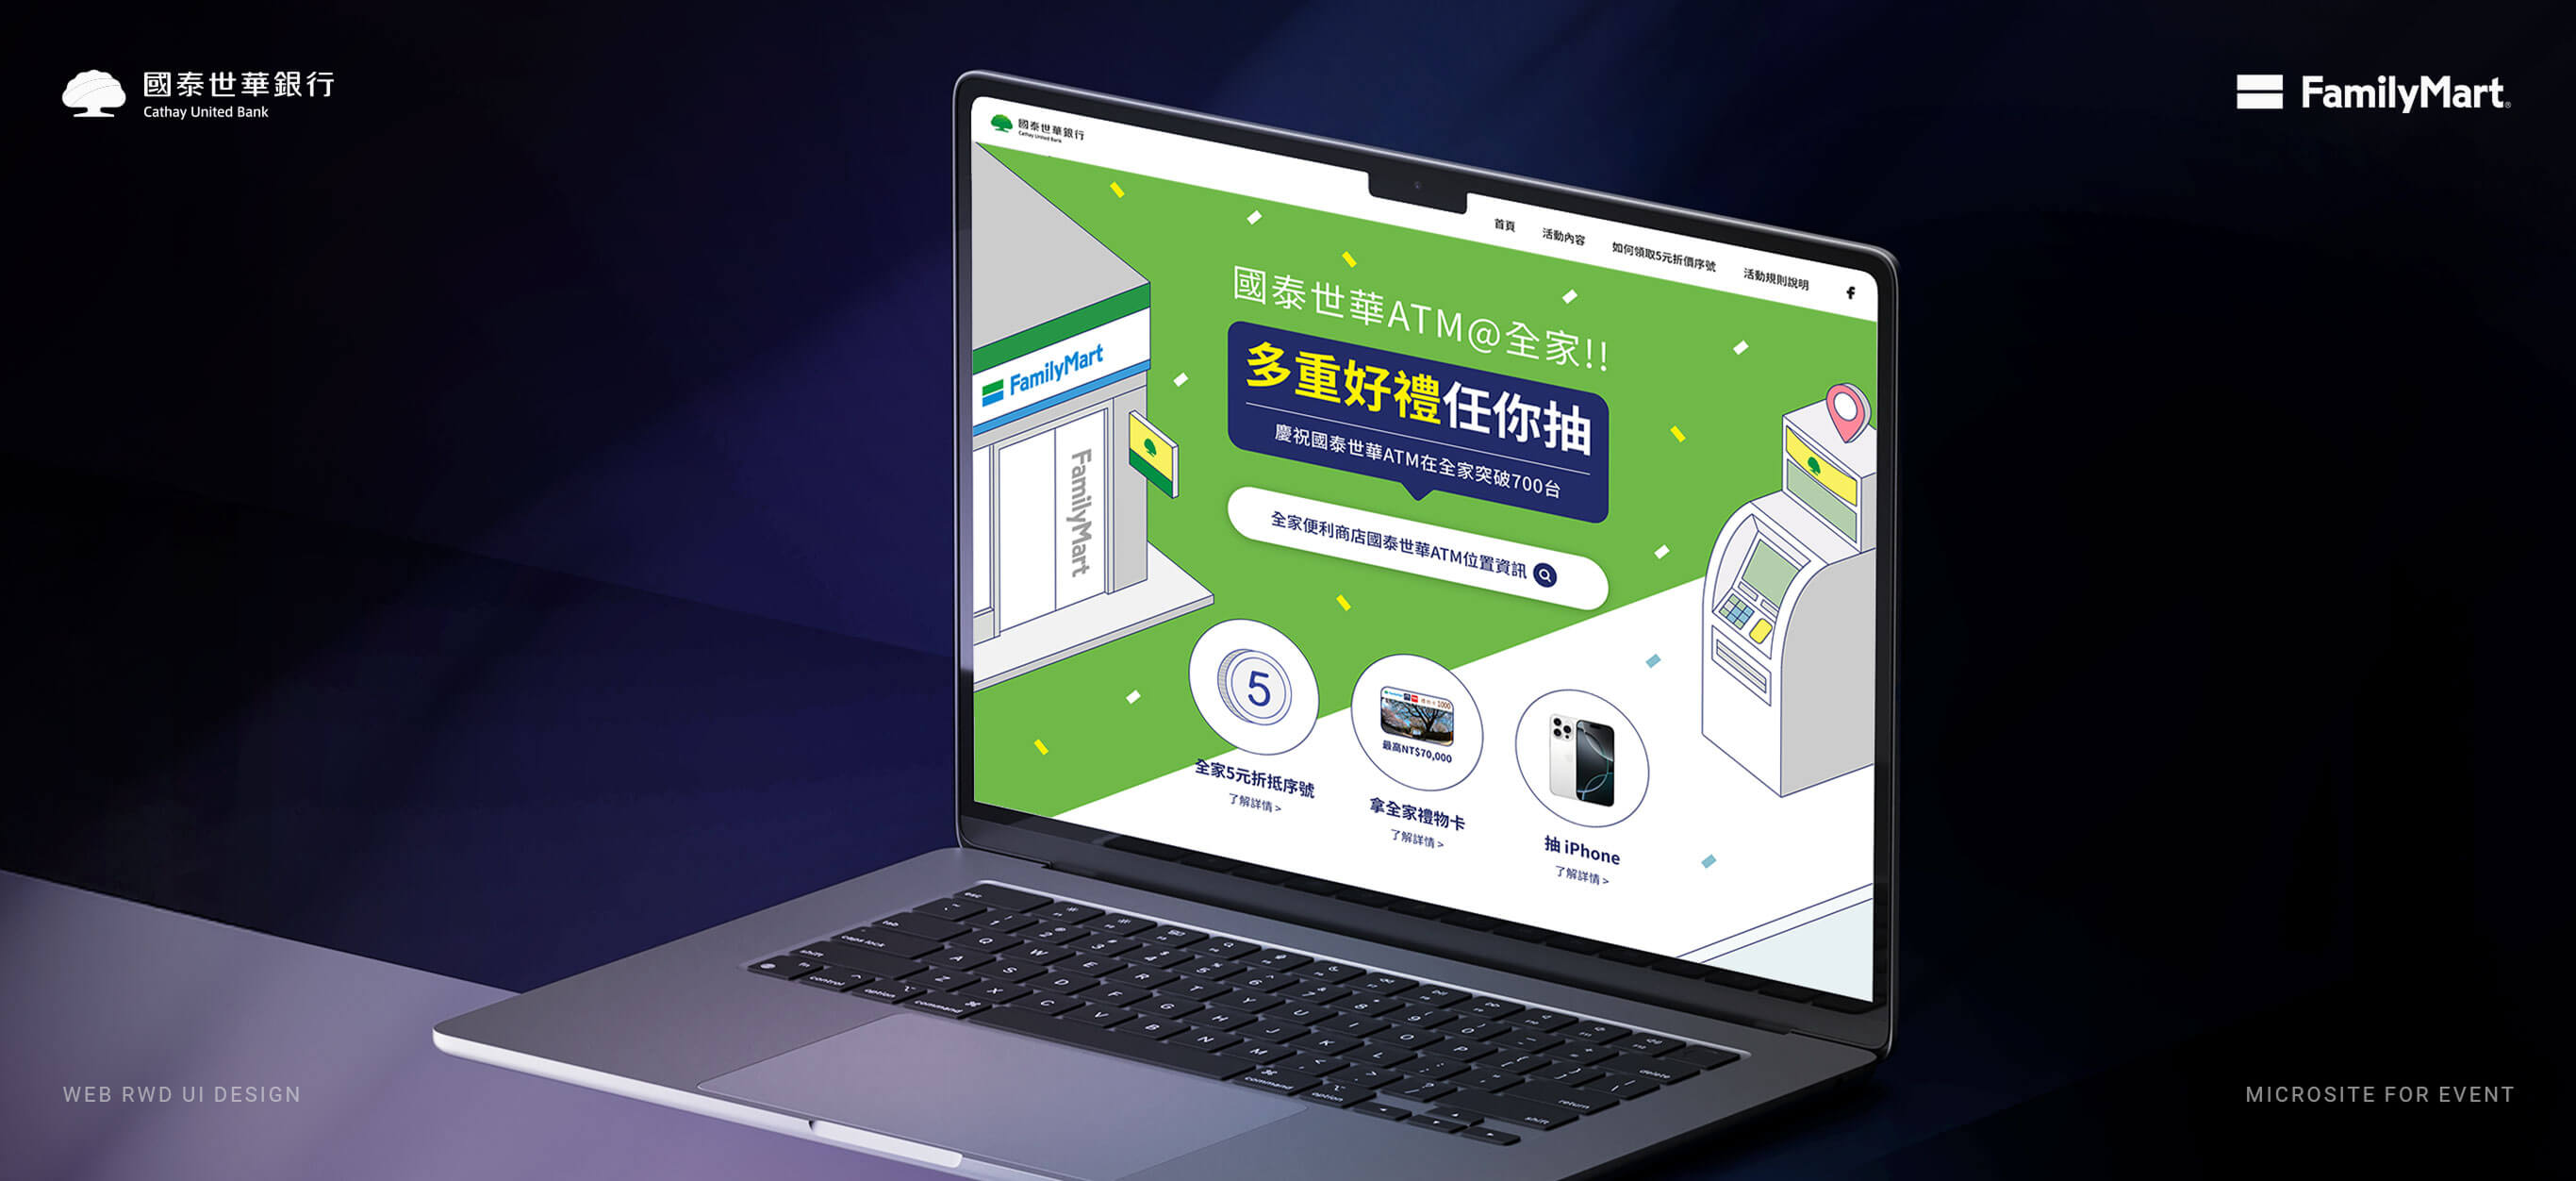 國泰世華銀行
Cathay United Bank
FamilyMart
國泰世華銀行
Cathay United Bank
首頁
活動內容
如何領取5元折價序號
活動規則說明
國泰世華ATM@全家!!
多重好禮任你抽
慶祝國泰世華ATM在全家突破700台
全家便利商店國泰世華ATM位置資訊
FamilyMart
FamilyMart
5
最高NT$70,000
全家5元折抵序號
了解詳情 >
拿全家禮物卡
了解詳情 >
抽 iPhone
了解詳情 >
WEB RWD UI DESIGN
MICROSITE FOR EVENT